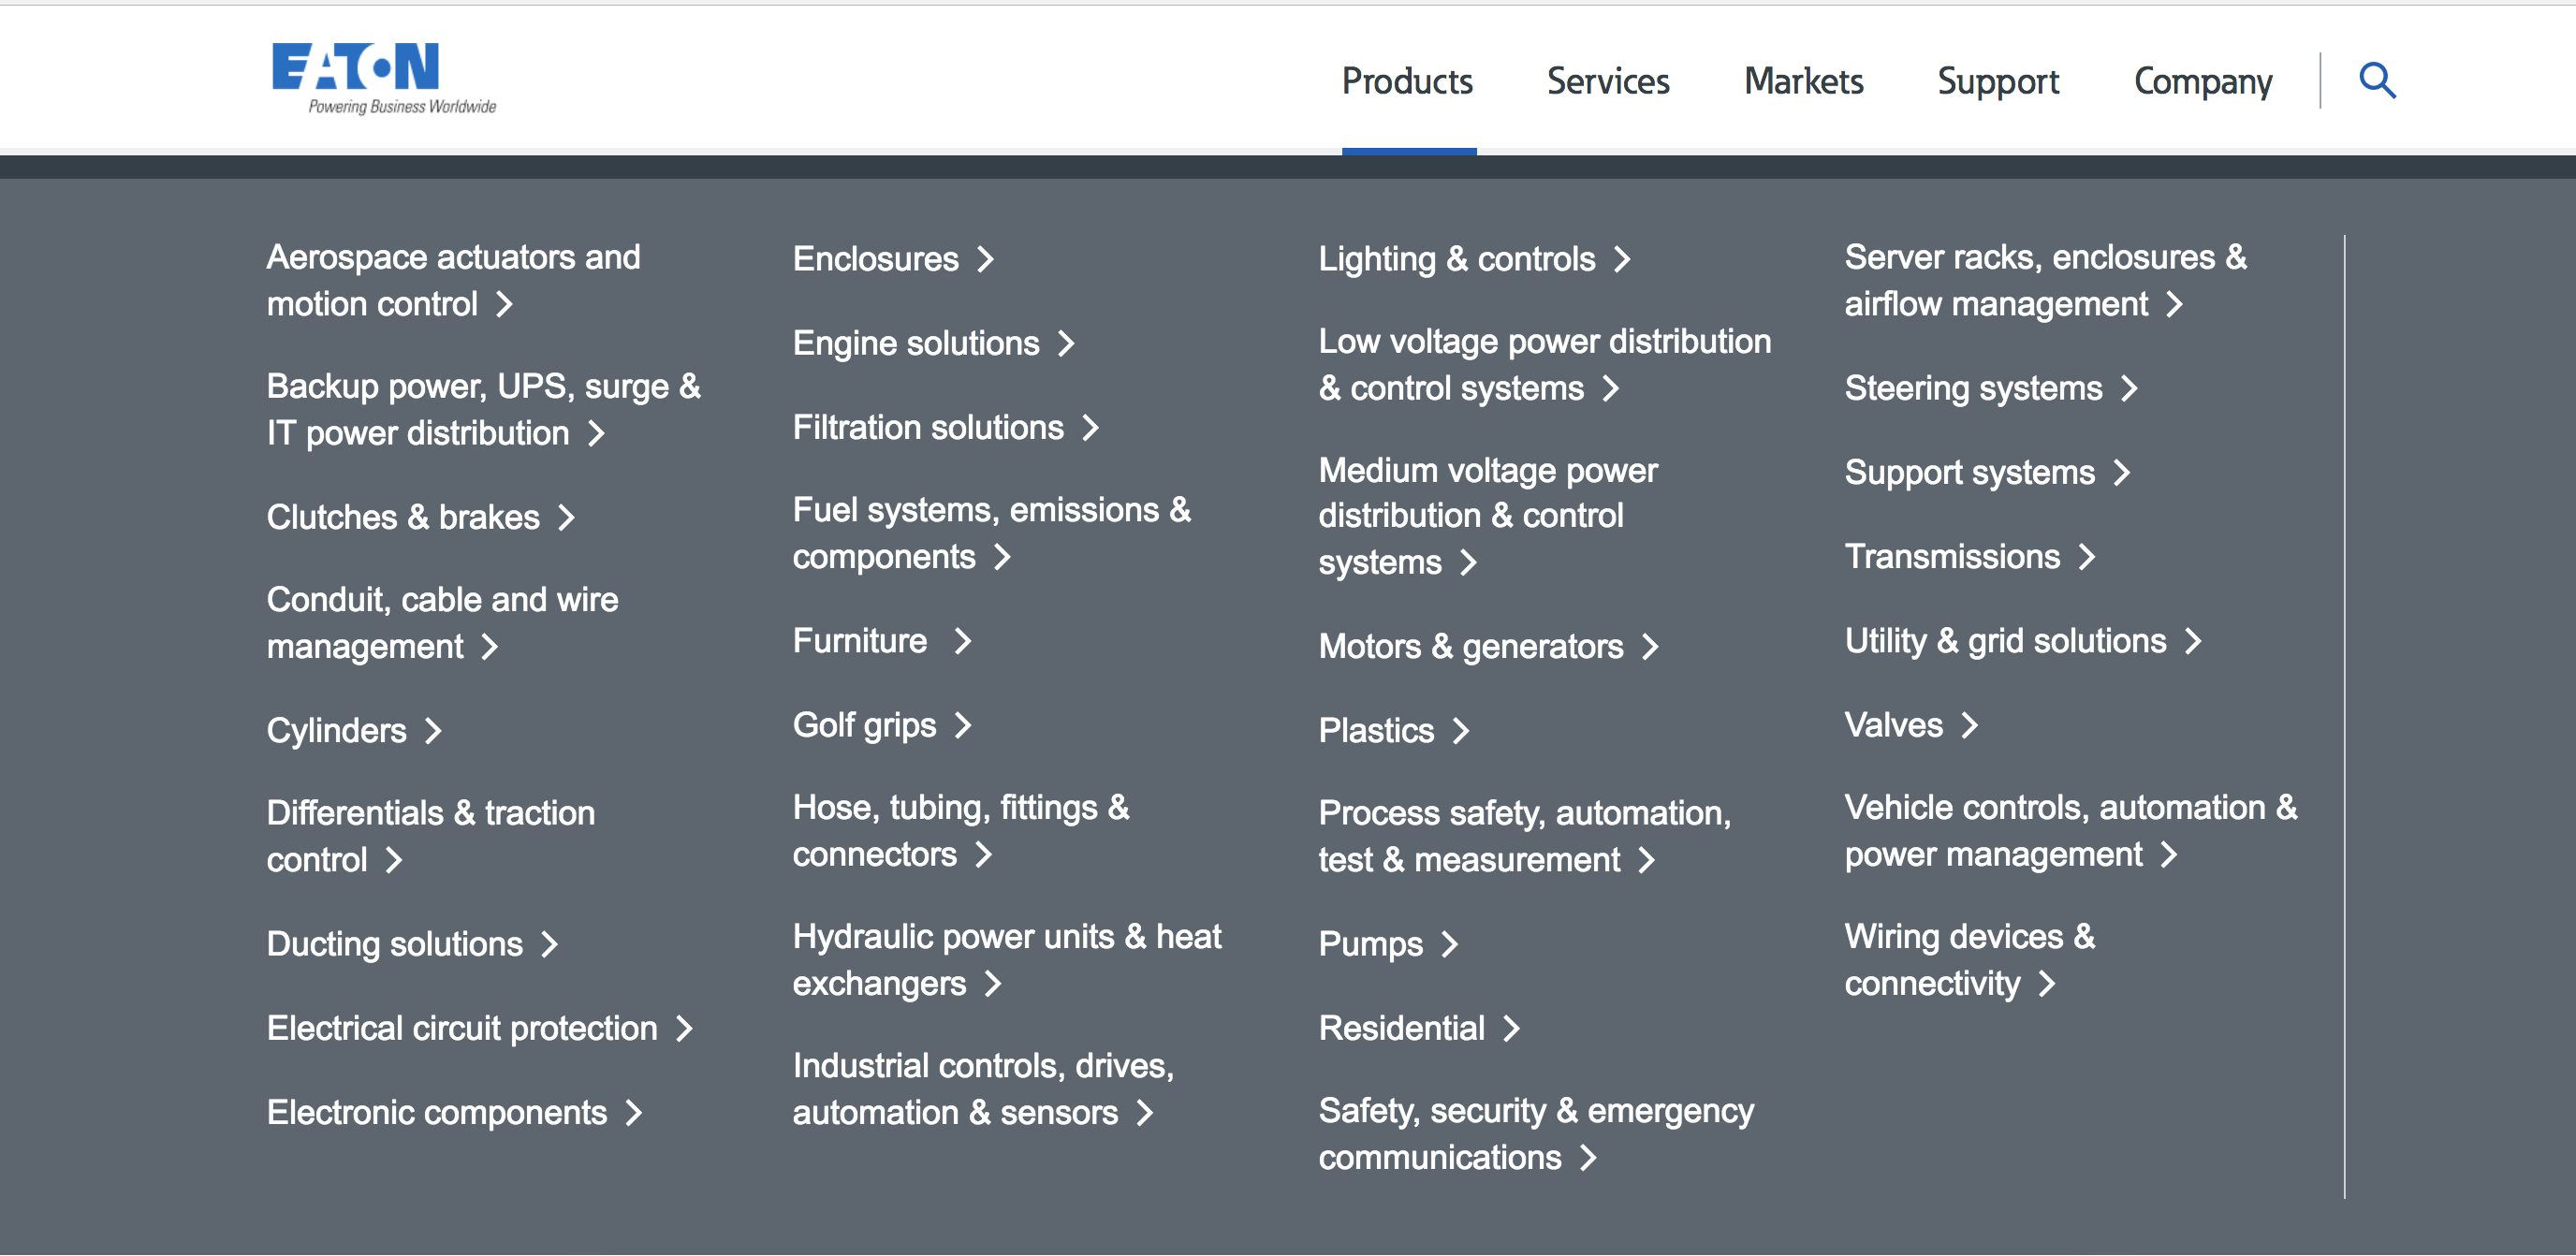 EATON
Powering Business Worldwide
Products
Services
Markets
Support
Company
Aerospace actuators and
motion control
Backup power, UPS, surge &
IT power distribution
Clutches & brakes
Conduit, cable and wire
management
Cylinders
Differentials & traction
control
Ducting solutions
Electrical circuit protection
Electronic components
Enclosures
Engine solutions
Filtration solutions
Fuel systems, emissions &
components
Furniture
Golf grips
Hose, tubing, fittings &
connectors
Hydraulic power units & heat
exchangers
Industrial controls, drives,
automation & sensors
Lighting & controls
Low voltage power distribution
& control systems
Medium voltage power
distribution & control
systems
Motors & generators
Plastics
Process safety, automation,
test & measurement
Pumps
Residential
Safety, security & emergency
communications
Server racks, enclosures &
airflow management
Steering systems
Support systems
Transmissions
Utility & grid solutions
Valves
Vehicle controls, automation &
power management
Wiring devices &
connectivity